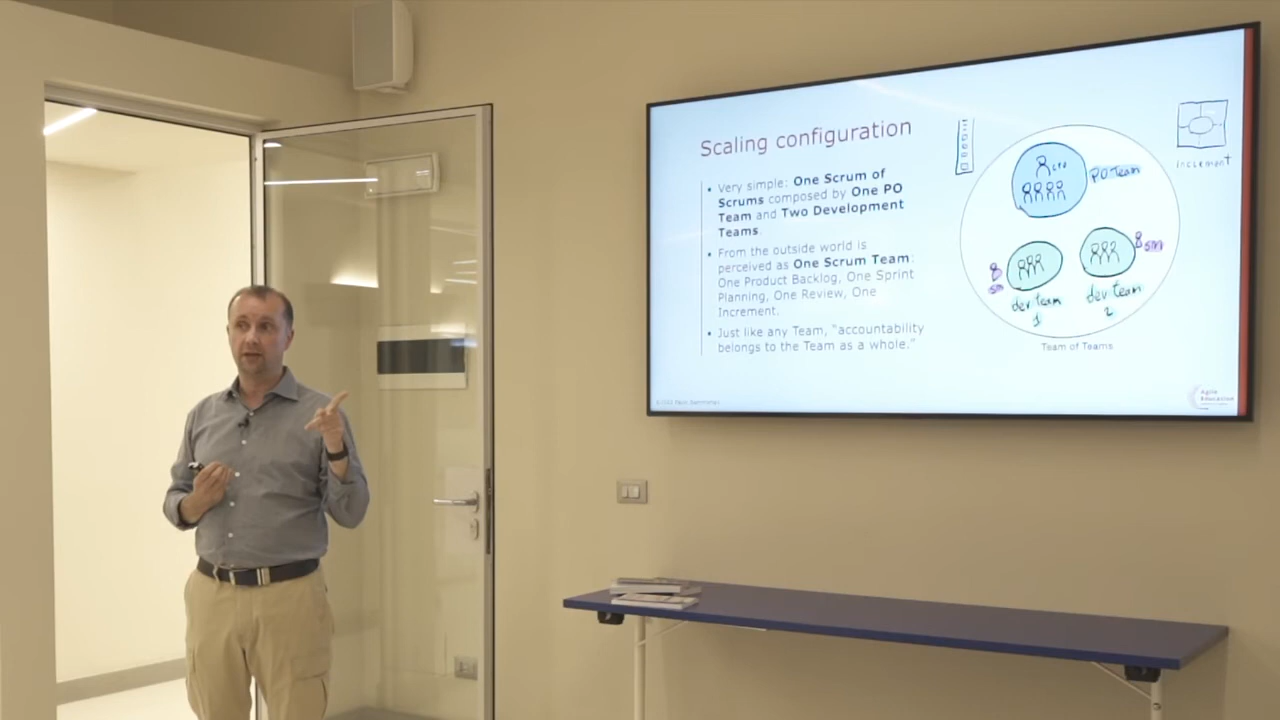 Scaling configuration
• Very simple: One Scrum of
Scrums composed by One PO
Team and Two Development
Teams.
• From the outside world is
perceived as One Scrum Team:
One Product Backlog, One Sprint
Planning, One Review, One
Increment.
• Just like any Team, "accountability
belongs to the Team as a whole."
CPO
PO Team
SM
SM
dev team
1
dev team
2
Team of Teams
increment
Agile
Education